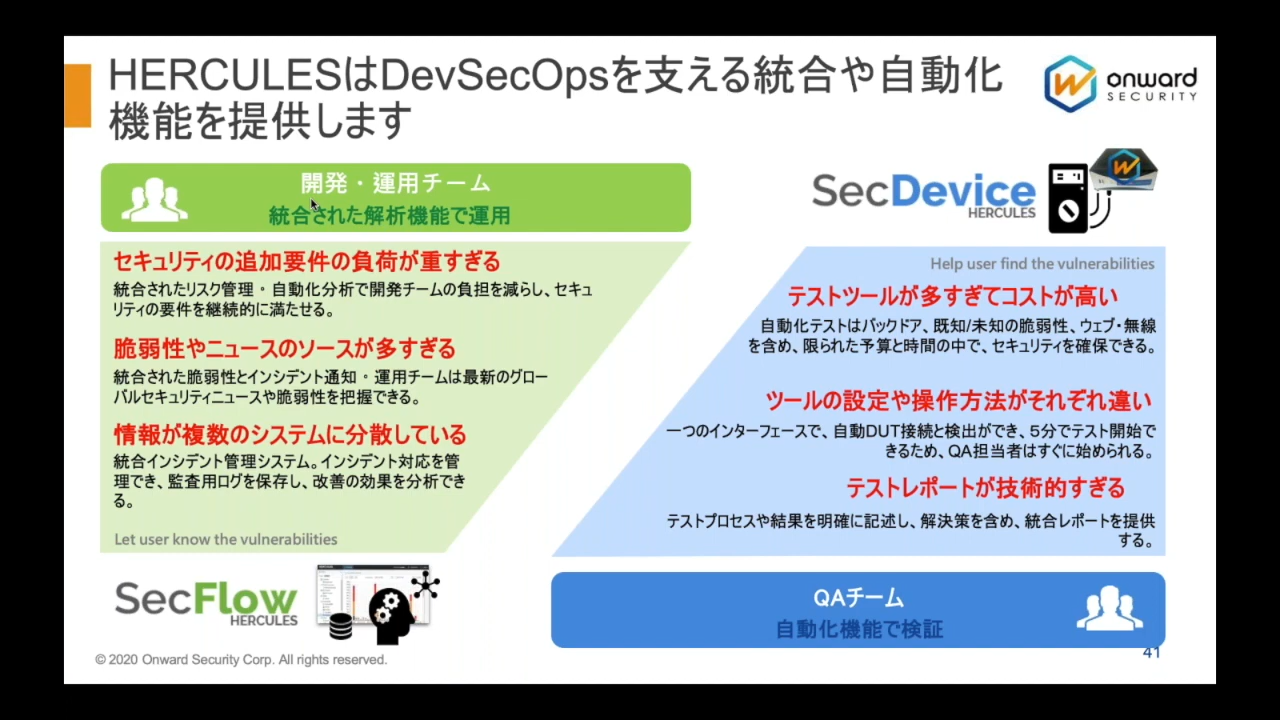 HERCULESはDevSecOpsを支える統合や自動化
機能を提供します
onward
SECURITY
開発・運用チーム
統合された解析機能で運用
セキュリティの追加要件の負荷が重すぎる
統合されたリスク管理・自動化分析で開発チームの負担を減らし、セキュ
リティの要件を継続的に満たせる。
脆弱性やニュースのソースが多すぎる
統合された脆弱性とインシデント通知・運用チームは最新のグロー
バルセキュリティニュースや脆弱性を把握できる。
情報が複数のシステムに分散している
統合インシデント管理システム。インシデント対応を管
理でき、監査用ログを保存し、改善の効果を分析でき
る。
Let user know the vulnerabilities
SecFlow
HERCULES
SecDevice
HERCULES
Help user find the vulnerabilities
テストツールが多すぎてコストが高い
自動化テストはバックドア、既知/未知の脆弱性、ウェブ・無線
を含め、限られた予算と時間の中で、セキュリティを確保できる。
ツールの設定や操作方法がそれぞれ違い
一つのインターフェースで、自動DUT接続と検出ができ、5分でテスト開始で
きるため、QA担当者はすぐに始められる。
テストレポートが技術的すぎる
テストプロセスや結果を明確に記述し、解決策を含め、統合レポートを提供
する。
QAチーム
自動化機能で検証
© 2020 Onward Security Corp. All rights reserved.
41